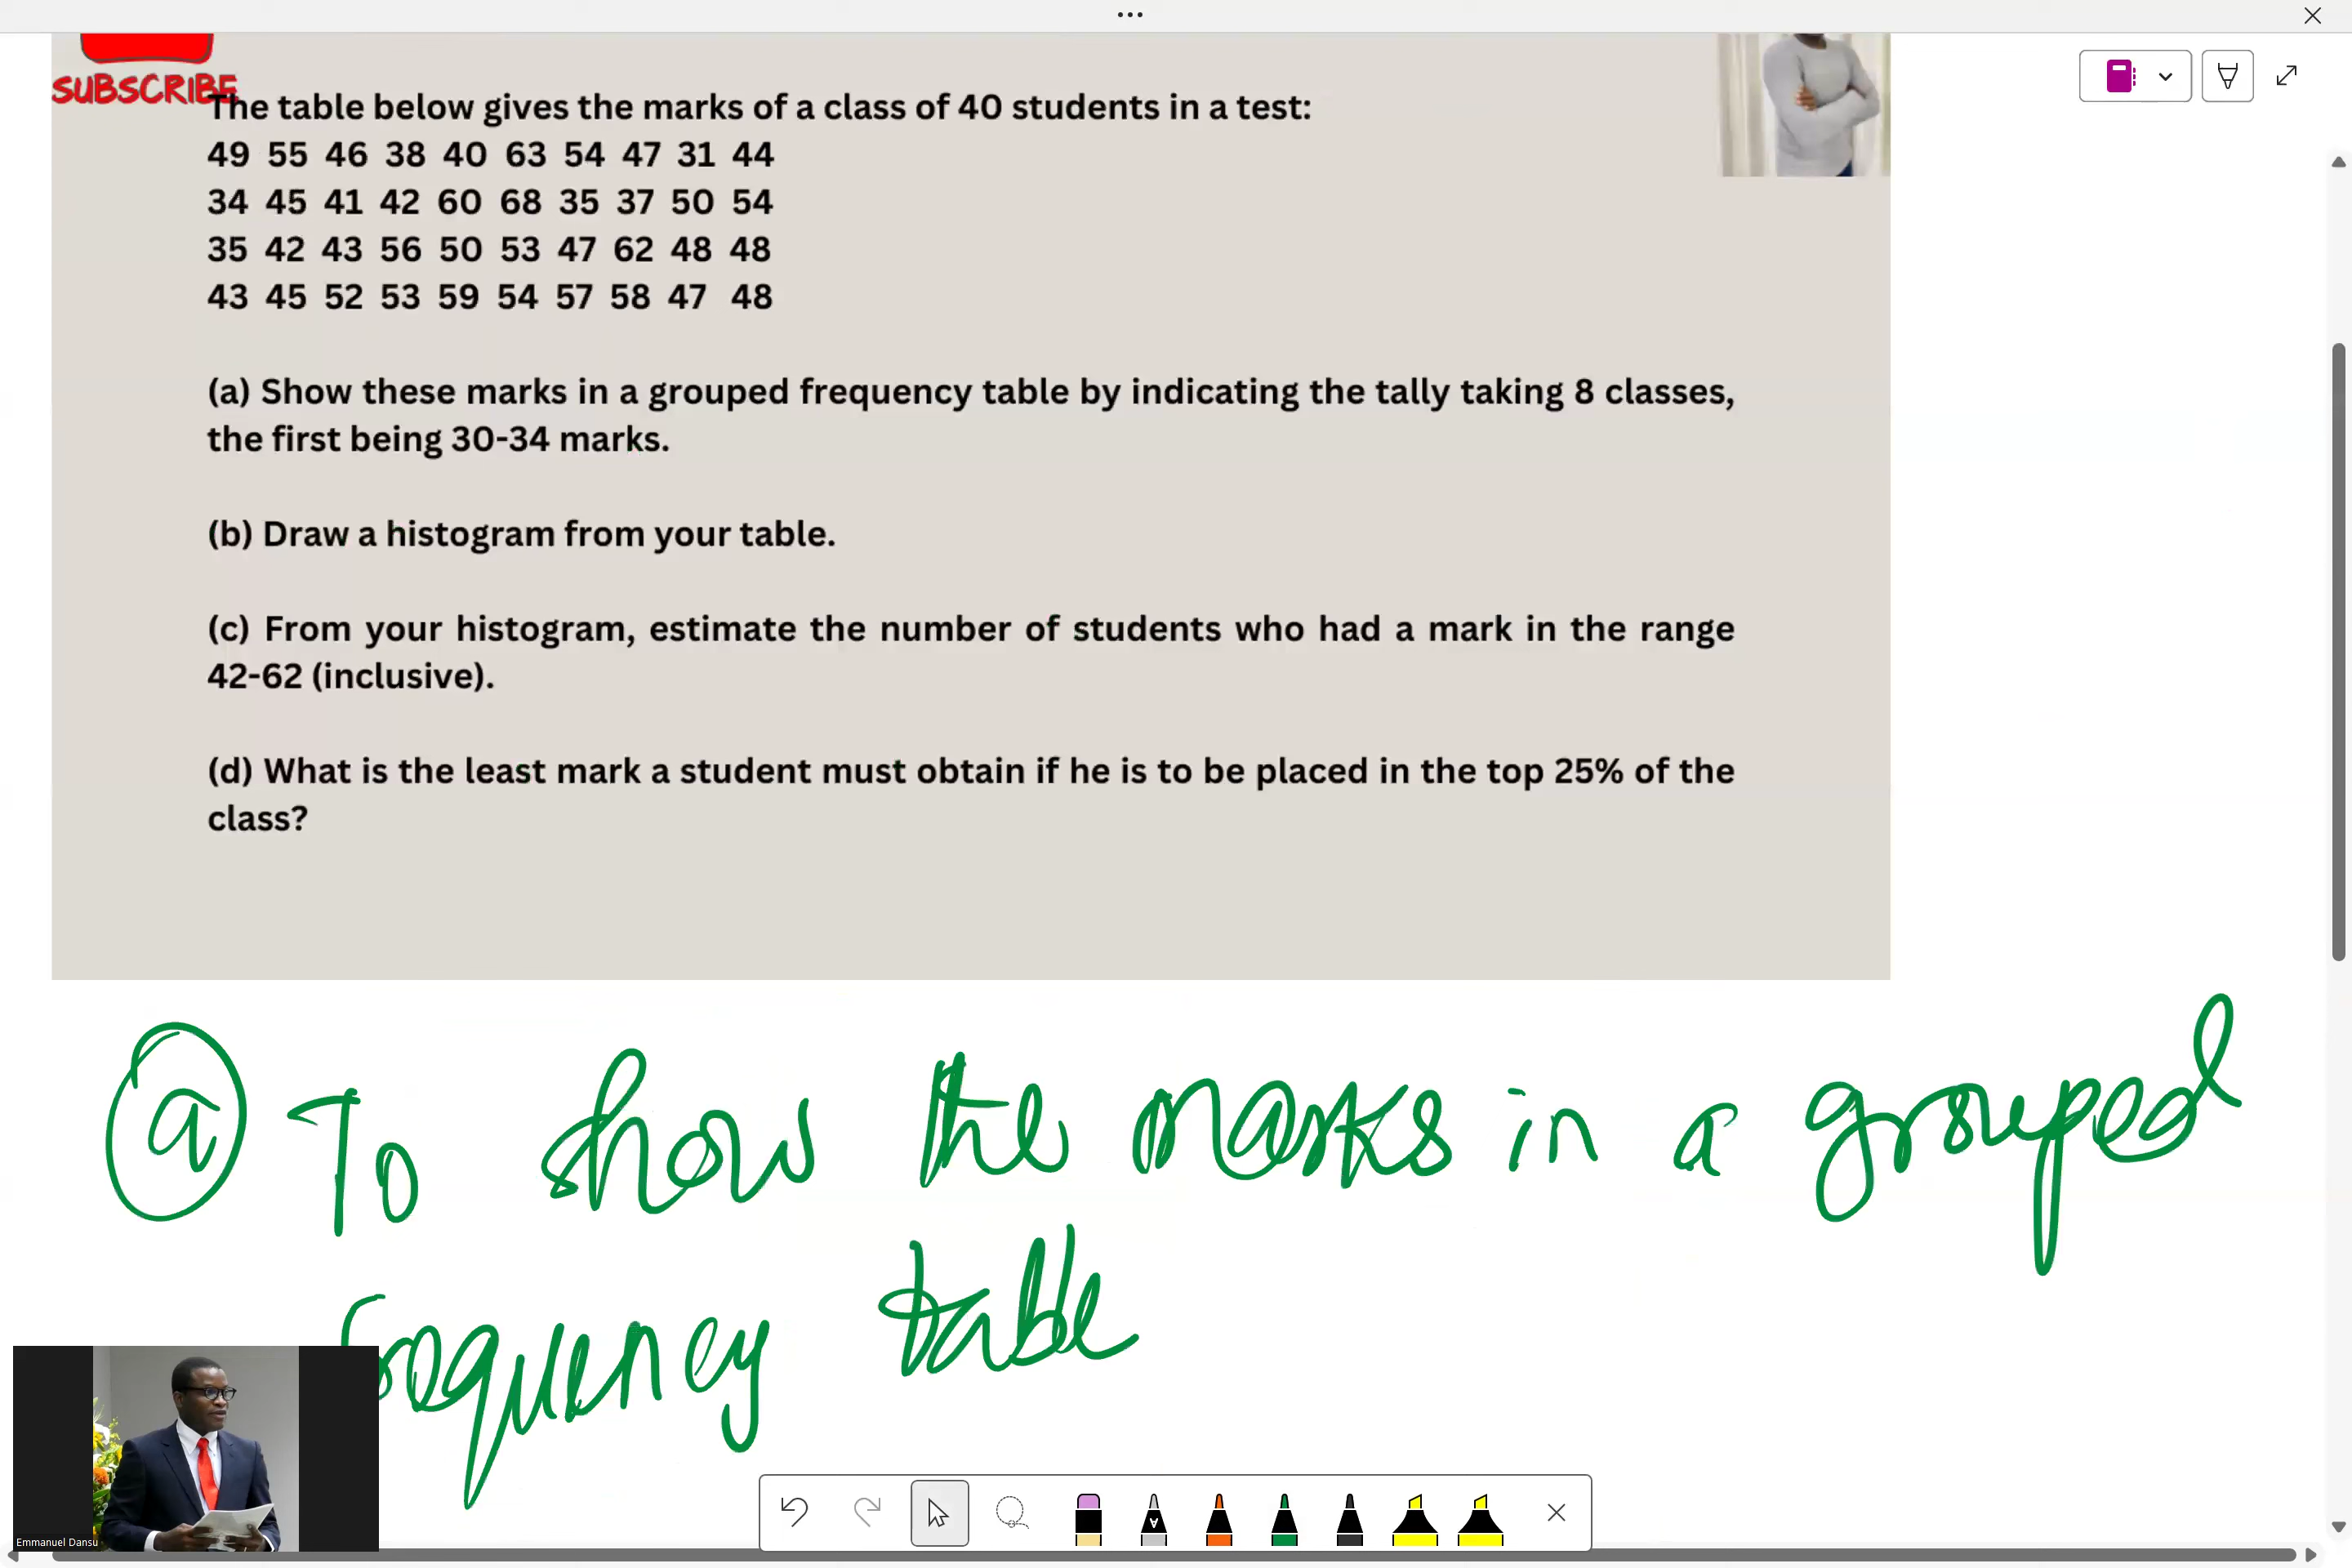 SUBSCRIBE
The table below gives the marks of a class of 40 students in a test:
49 55 46 38 40 63 54 47 31 44
34 45 41 42 60 68 35 37 50 54
35 42 43 56 50 53 47 62 48 48
43 45 52 53 59 54 57 58 47 48
(a) Show these marks in a grouped frequency table by indicating the tally taking 8 classes,
the first being 30-34 marks.
(b) Draw a histogram from your table.
(c) From your histogram, estimate the number of students who had a mark in the range
42-62 (inclusive).
(d) What is the least mark a student must obtain if he is to be placed in the top 25% of the
class?
(a) To show the marks in a grouped
frequency table
Emmanuel Dansu